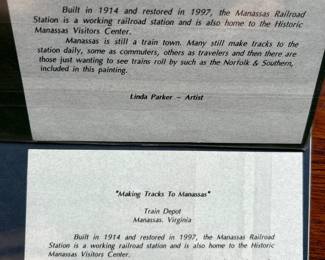 Built in 1914 and restored in 1997, the Manassas Railroad
Station is a working railroad station and is also home to the Historic
Manassas Visitors Center.
Manassas is still a train town. Many still make tracks to the
station daily, some as commuters, others as travelers and then there are
those just wanting to see trains roll by such as the Norfolk & Southern,
included in this painting.
Linda Parker - Artist
"Making Tracks To Manassas"
Train Depot
Manassas, Virginia
Built in 1914 and restored in 1997, the Manassas Railroad
Station is a working railroad station and is also home to the Historic
Manassas Visitors Center.